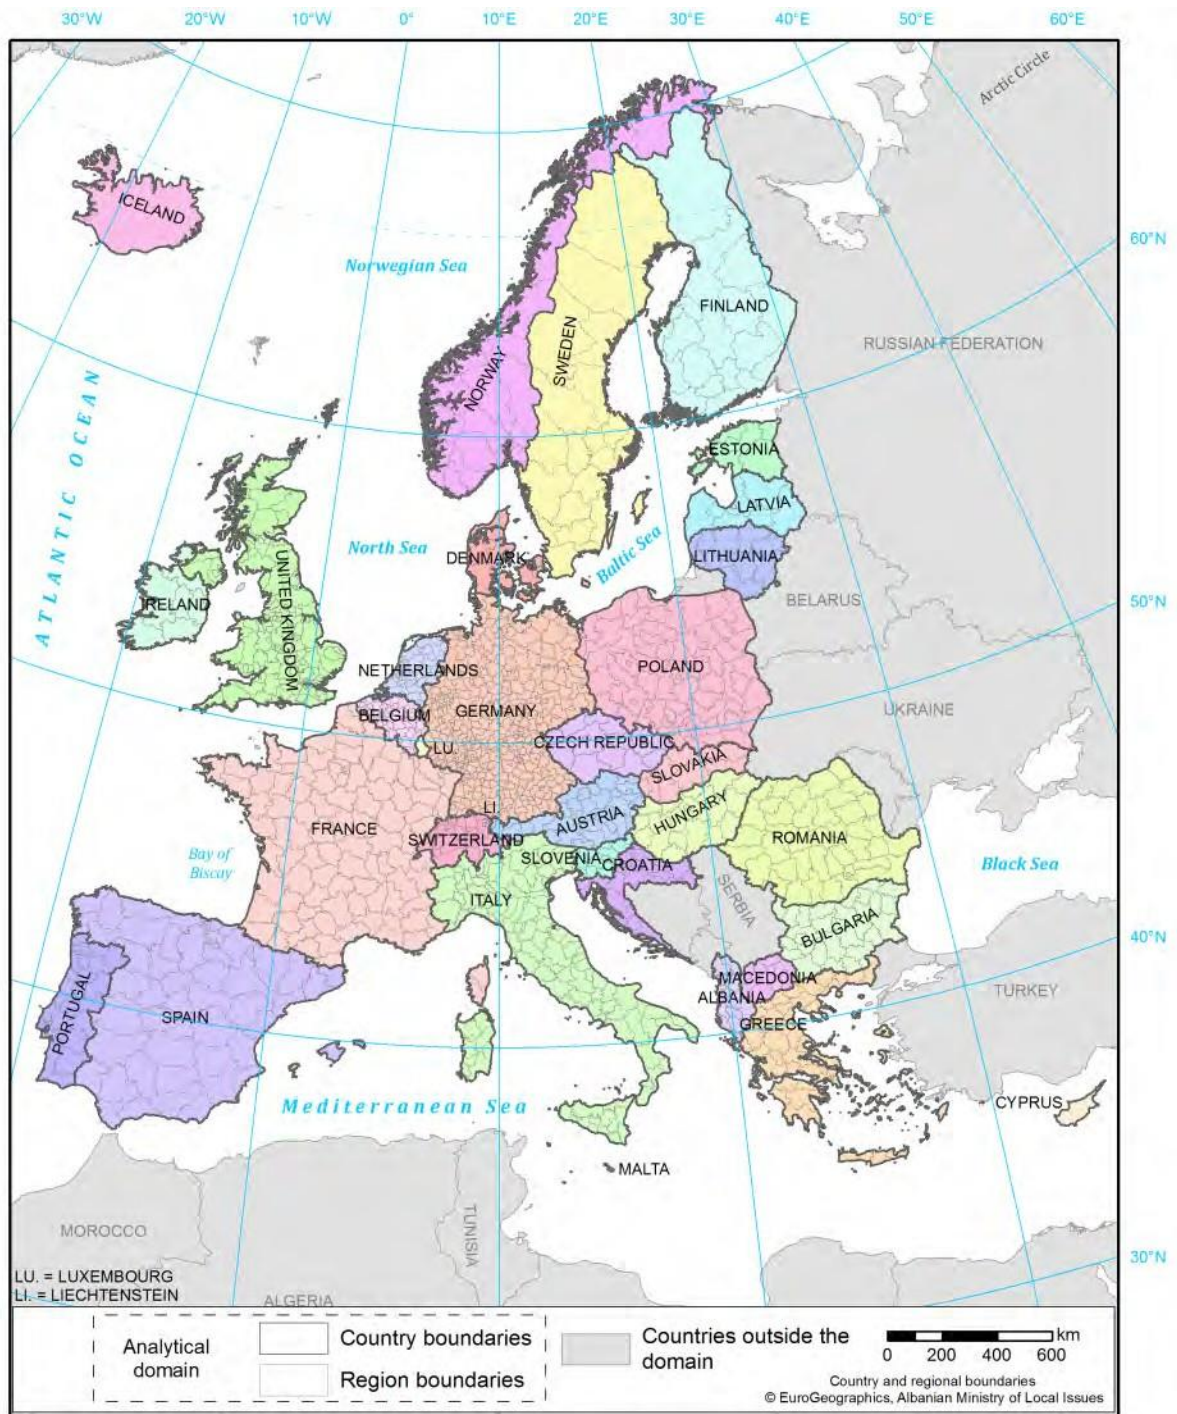 30°W
20°W
10°W
0°
10°E
20°E
30°E
40°E
50°E
60°E
Arctic Circle
ICELAND
60°N
Norwegian Sea
FINLAND
RUSSIAN FEDERATION
SWEDEN
NORWAY
ATLANTIC OCEAN
ESTONIA
LATVIA
North Sea
DENMARK
Baltic Sea
LITHUANIA
BELARUS
50°N
IRELAND
UNITED KINGDOM
NETHERLANDS
POLAND
BELGIUM
GERMANY
UKRAINE
LU.
CZECH REPUBLIC
SLOVAKIA
LI.
FRANCE
AUSTRIA
HUNGARY
ROMANIA
SWITZERLAND
Bay of
Biscay
SLOVENIA
CROATIA
Black Sea
ITALY
SERBIA
BULGARIA
40°N
MACEDONIA
ALBANIA
TURKEY
PORTUGAL
SPAIN
GREECE
Mediterranean Sea
CYPRUS
MALTA
MOROCCO
TUNISIA
30°N
LU. = LUXEMBOURG
LI. = LIECHTENSTEIN
ALGERIA
Analytical
domain
Country boundaries
Region boundaries
Countries outside the
domain
km
0 200 400 600
Country and regional boundaries
© EuroGeographics, Albanian Ministry of Local Issues